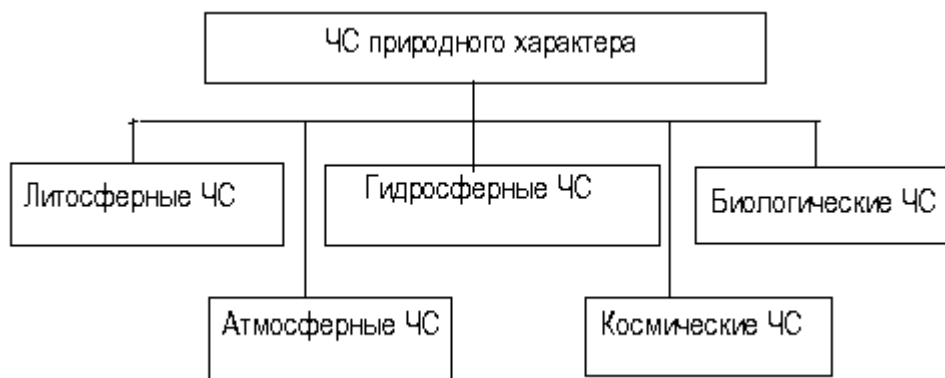 ЧС природного характера
Литосферные ЧС
Гидросферные ЧС
Биологические ЧС
Атмосферные ЧС
Космические ЧС